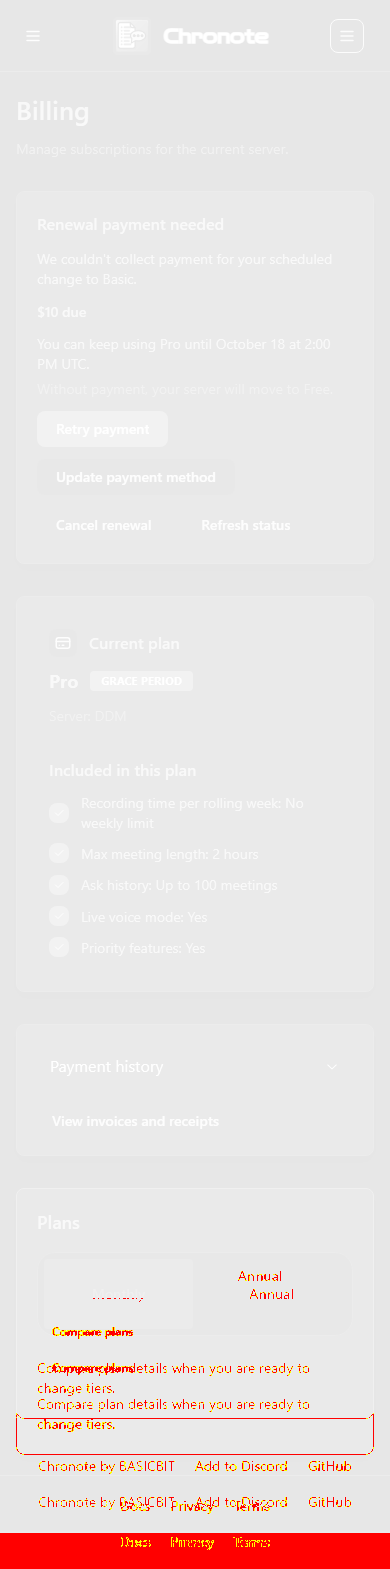 Chronote
Billing
Manage subscriptions for the current server.
Renewal payment needed
We couldn't collect payment for your scheduled
change to Basic.
$10 due
You can keep using Pro until October 18 at 2:00
PM UTC.
Without payment, your server will move to Free.
Retry payment
Update payment method
Cancel renewal
Refresh status
Current plan
Pro
GRACE PERIOD
Server: DDM
Included in this plan
Recording time per rolling week: No
weekly limit
Max meeting length: 2 hours
Ask history: Up to 100 meetings
Live voice mode: Yes
Priority features: Yes
Payment history
View invoices and receipts
Plans
Annual
Annual
Compare plans
Compare plans
Compare plan details when you are ready to
change tiers.
Compare plan details when you are ready to
change tiers.
Chronote by BASICBIT Add to Discord GitHub
Chronote by BASICBIT Add to Discord GitHub
Docs Privacy Terms
Docs Privacy Terms